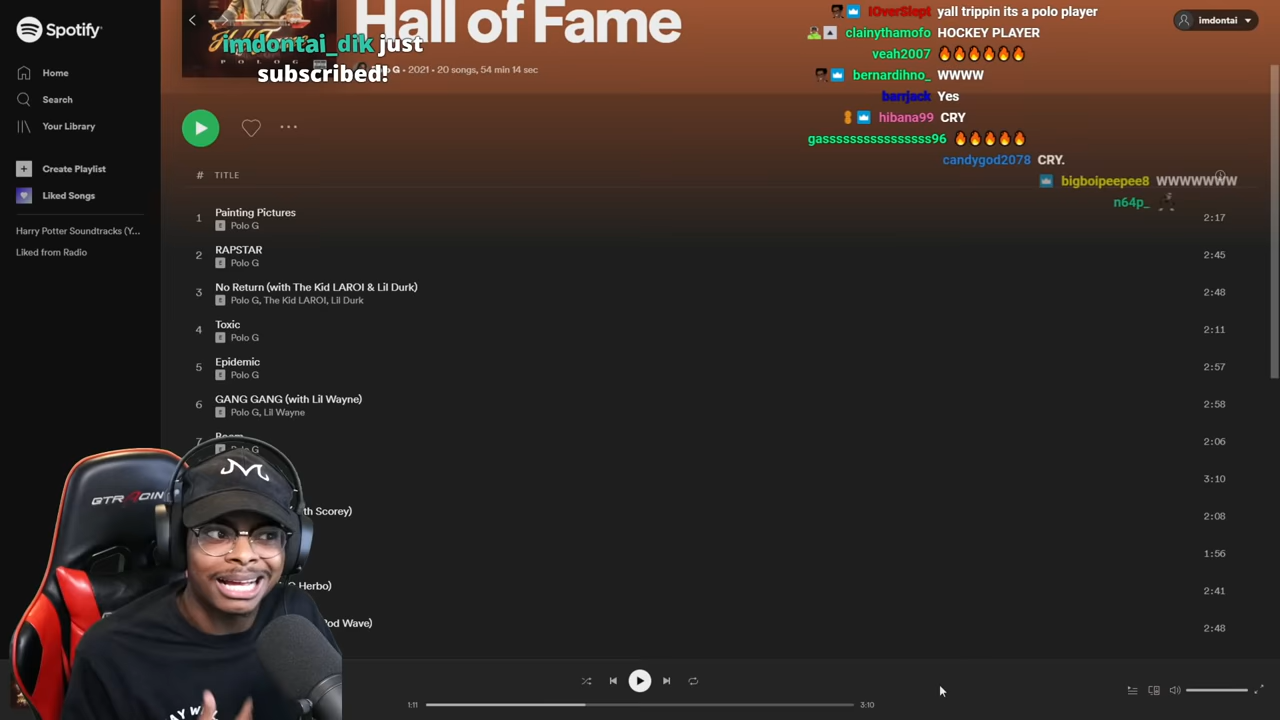 Spotify
Home
Search
Your Library
Create Playlist
Liked Songs
Harry Potter Soundtracks (Y...
Liked from Radio
Hall of Fame
imdontai_dik just
subscribed!
G • 2021 • 20 songs, 54 min 14 sec
POLO G
imdontai
IOverSlept yall trippin its a polo player
clainythamofo HOCKEY PLAYER
veah2007
bernardihno_ WWWW
barrjack Yes
hibana99 CRY
gasssssssssssssss96
candygod2078 CRY.
bigboipeepee8 WWWWWWW
n64p_
# TITLE
1 Painting Pictures 2:17
E Polo G
2 RAPSTAR 2:45
E Polo G
3 No Return (with The Kid LAROI & Lil Durk) 2:48
E Polo G, The Kid LAROI, Lil Durk
4 Toxic 2:11
E Polo G
5 Epidemic 2:57
E Polo G
6 GANG GANG (with Lil Wayne) 2:58
E Polo G, Lil Wayne
7 2:06
3:10
th Scorey) 2:08
1:56
G Herbo) 2:41
Pod Wave) 2:48
GTRACIN
1:11
3:10